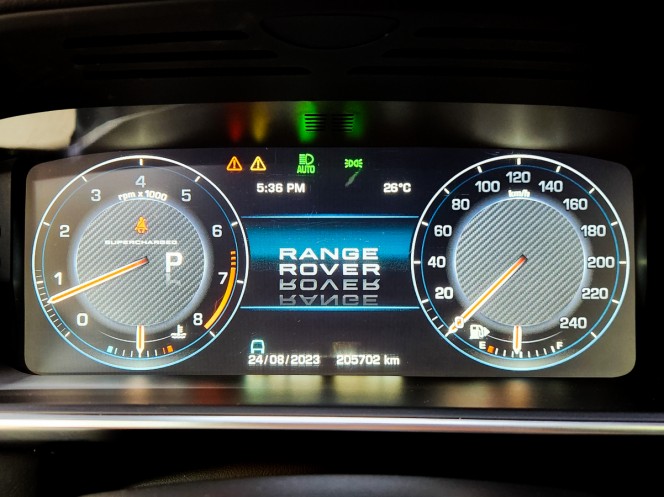 AUTO
5:36 PM 26°C
0 1 2 3 4 5 6 7 8
rpm x 1000
SUPERCHARGED
P
RANGE
ROVER
0 20 40 60 80 100 120 140 160 180 200 220 240
km/h
E F
24/08/2023 205702 km